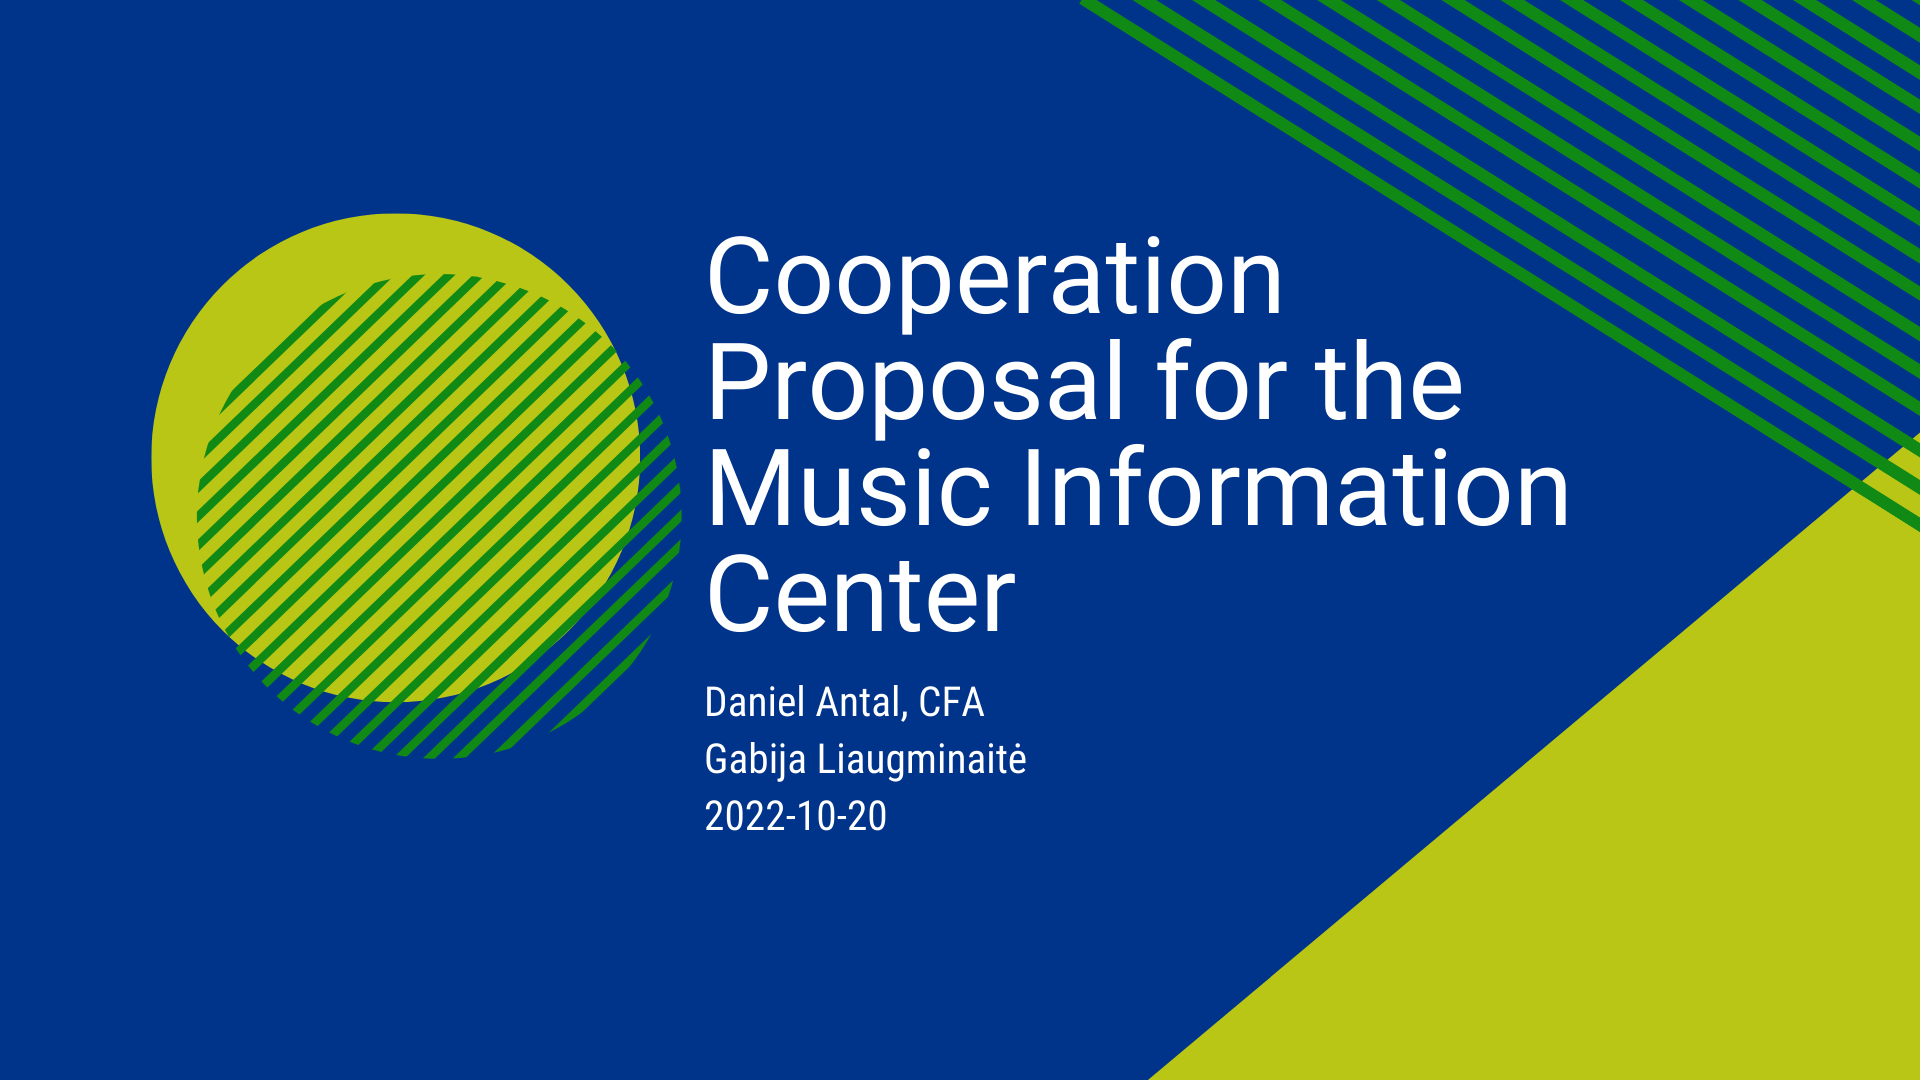 Cooperation
Proposal for the
Music Information
Center
Daniel Antal, CFA
Gabija Liaugminaitė
2022-10-20